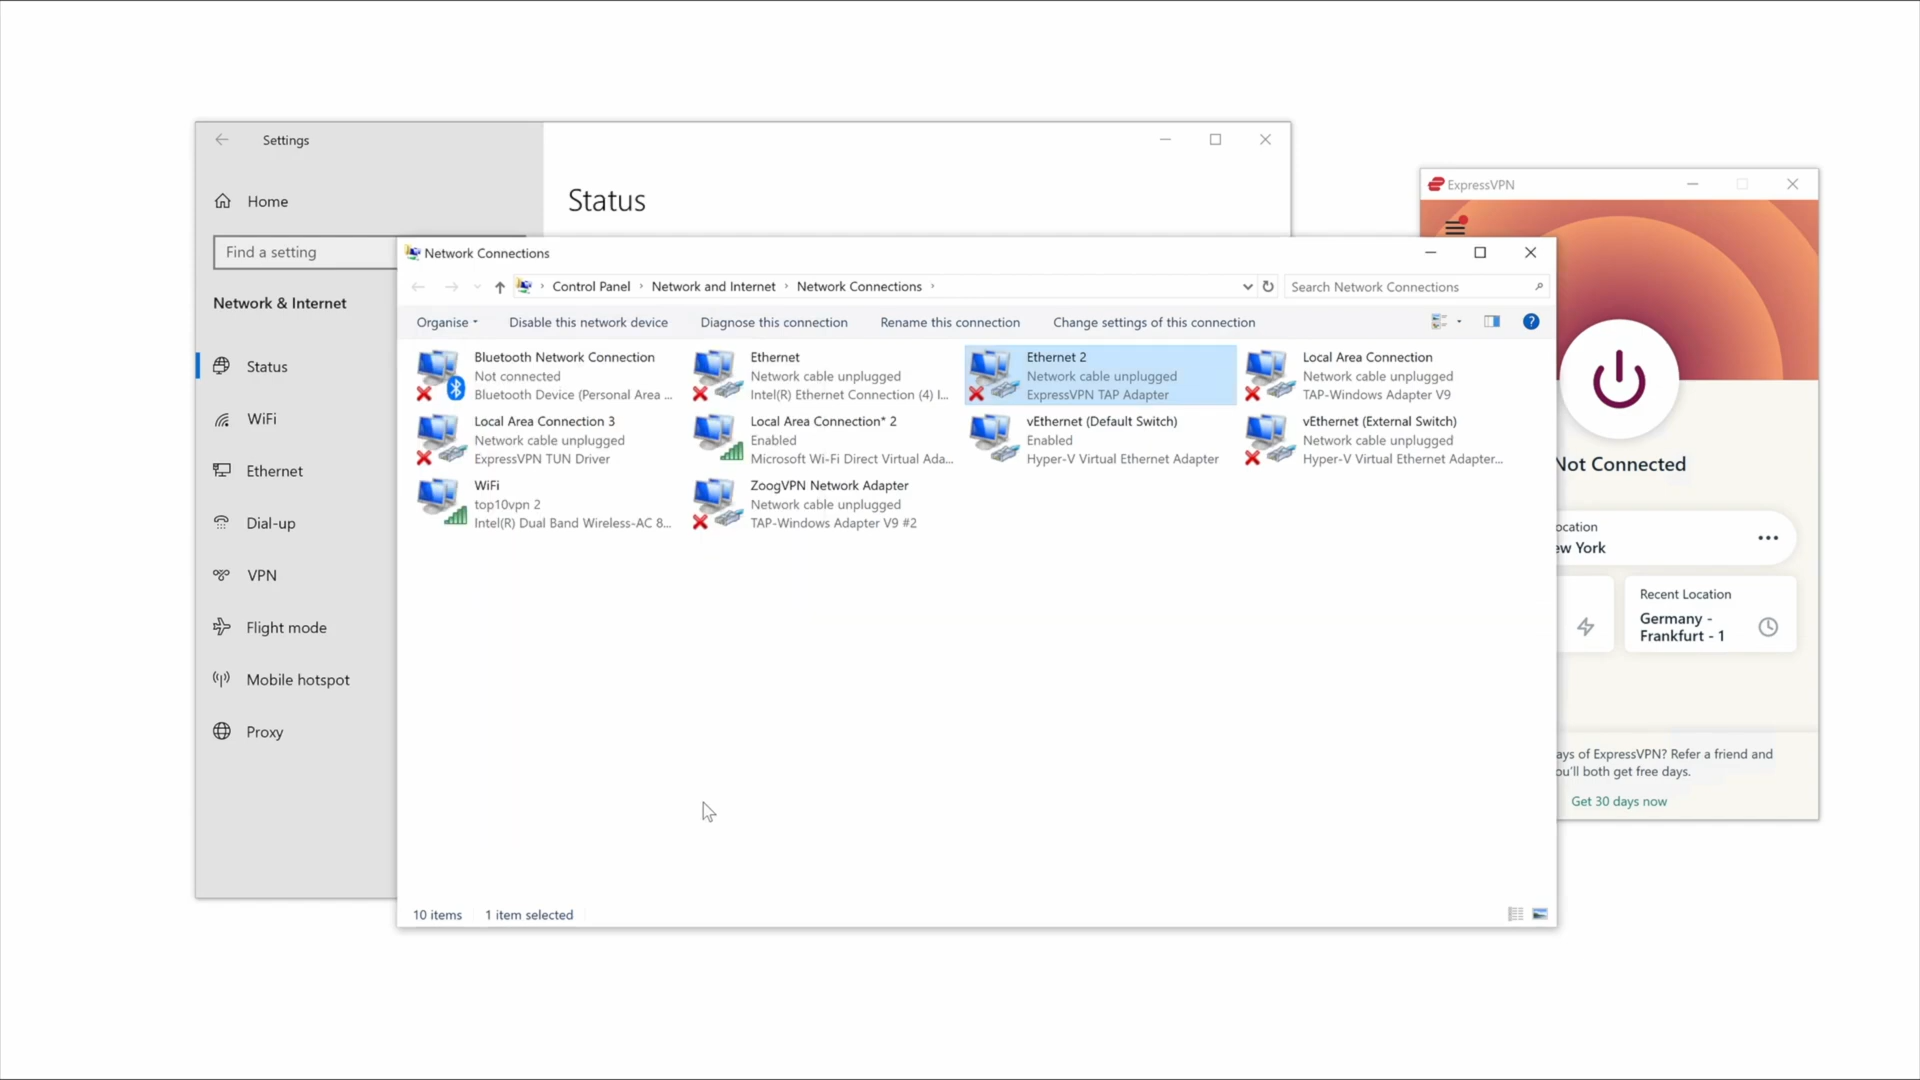 Settings
Home
Find a setting
Network & Internet
Status
WiFi
Ethernet
Dial-up
VPN
Flight mode
Mobile hotspot
Proxy
Status
Network Connections
Control Panel
Network and Internet
Network Connections
Search Network Connections
Organise
Disable this network device
Diagnose this connection
Rename this connection
Change settings of this connection
Bluetooth Network Connection
Not connected
Bluetooth Device (Personal Area ...
Ethernet
Network cable unplugged
Intel(R) Ethernet Connection (4) I...
Ethernet 2
Network cable unplugged
ExpressVPN TAP Adapter
Local Area Connection
Network cable unplugged
TAP-Windows Adapter V9
Local Area Connection 3
Network cable unplugged
ExpressVPN TUN Driver
Local Area Connection* 2
Enabled
Microsoft Wi-Fi Direct Virtual Ada...
vEthernet (Default Switch)
Enabled
Hyper-V Virtual Ethernet Adapter
vEthernet (External Switch)
Network cable unplugged
Hyper-V Virtual Ethernet Adapter...
WiFi
top10vpn 2
Intel(R) Dual Band Wireless-AC 8...
ZoogVPN Network Adapter
Network cable unplugged
TAP-Windows Adapter V9 #2
10 items
1 item selected
ExpressVPN
Not Connected
ocation
ew York
Recent Location
Germany -
Frankfurt - 1
ays of ExpressVPN? Refer a friend and
ou'll both get free days.
Get 30 days now